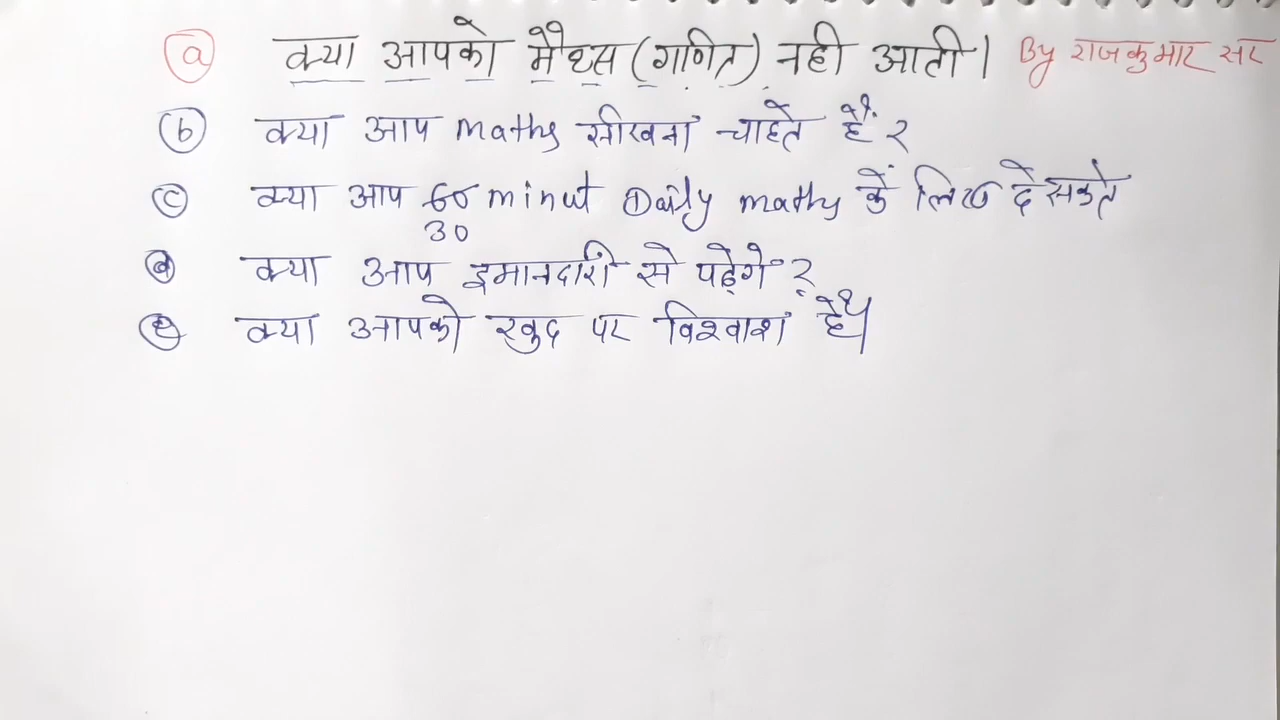 a क्या आपको मैथ्स (गणित) नही आती। By राजकुमार सर
b क्या आप maths सीखना चाहते हैं ?
c क्या आप 60 minut Daily maths कें लिए दे सकते
30
d क्या आप इमानदारी से पढ़ेगे ?
e क्या आपको खुद पर विश्वाश है।